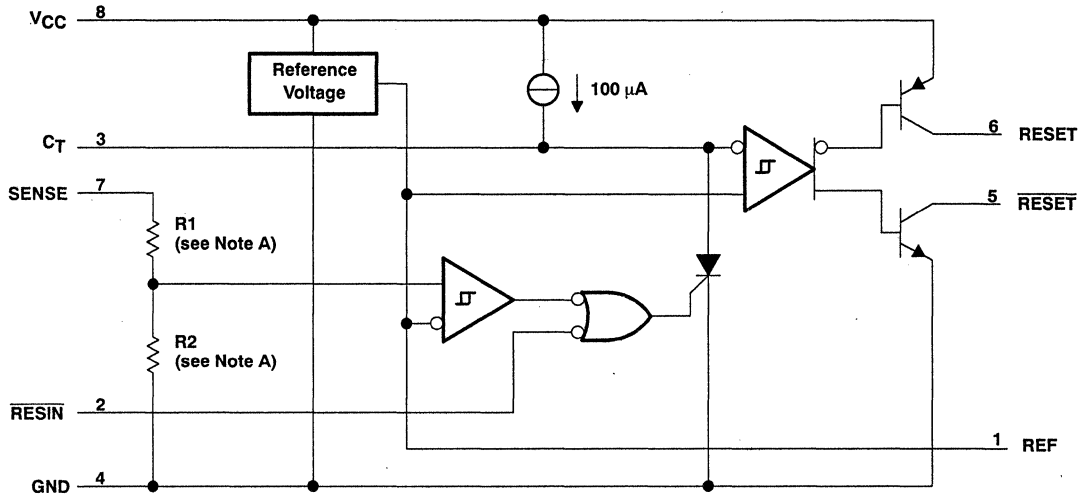 VCC 8
Reference
Voltage
100 µA
CT 3
6 RESET
SENSE 7
5 RESET
R1
(see Note A)
R2
(see Note A)
RESIN 2
1 REF
GND 4